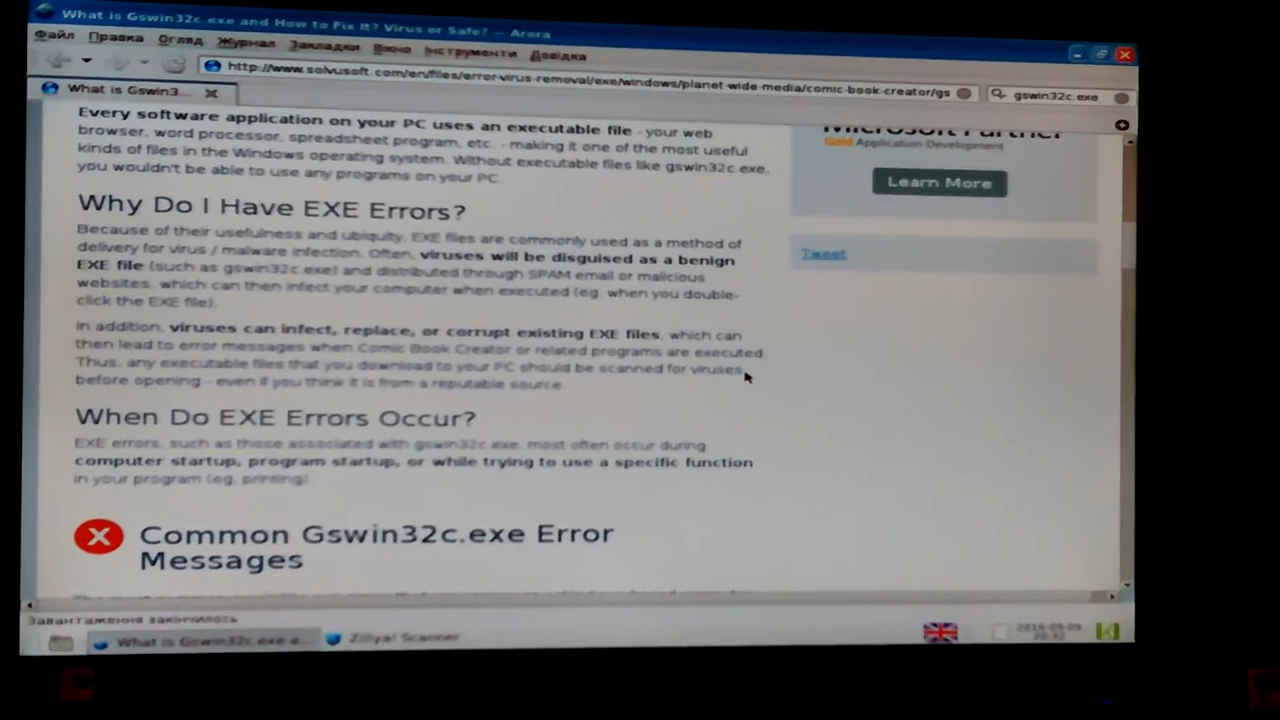 What is Gswin32c.exe and How to Fix It? Virus or Safe? — Arora
Файл Правка Огляд Журнал Закладки Вікно Інструменти Довідка
http://www.solvusoft.com/en/files/error-virus-removal/exe/windows/planet-wide-media/comic-book-creator/gs
gswin32c.exe
What is Gswin3...
Every software application on your PC uses an executable file - your web
browser, word processor, spreadsheet program, etc. - making it one of the most useful
kinds of files in the Windows operating system. Without executable files like gswin32c.exe,
you wouldn't be able to use any programs on your PC.
Why Do I Have EXE Errors?
Because of their usefulness and ubiquity, EXE files are commonly used as a method of
delivery for virus / malware infection. Often, viruses will be disguised as a benign
EXE file (such as gswin32c.exe) and distributed through SPAM email or malicious
websites, which can then infect your computer when executed (eg. when you double-
click the EXE file).
In addition, viruses can infect, replace, or corrupt existing EXE files, which can
then lead to error messages when Comic Book Creator or related programs are executed.
Thus, any executable files that you download to your PC should be scanned for viruses
before opening - even if you think it is from a reputable source.
When Do EXE Errors Occur?
EXE errors, such as those associated with gswin32c.exe, most often occur during
computer startup, program startup, or while trying to use a specific function
in your program (eg. printing).
Common Gswin32c.exe Error
Messages
Microsoft Partner
Gold Application Development
Learn More
Tweet
Завантаження закінчилось
What is Gswin32c.exe a...
Zillya! Scanner
2016-09-09
20:32